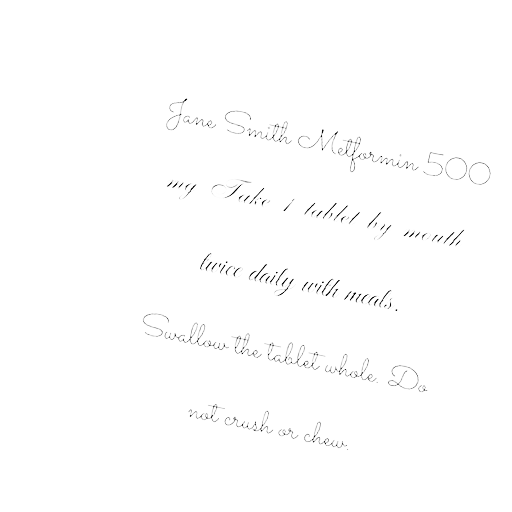 Jane Smith Metformin 500
mg Take 1 tablet by mouth
twice daily with meals.
Swallow the tablet whole. Do
not crush or chew.